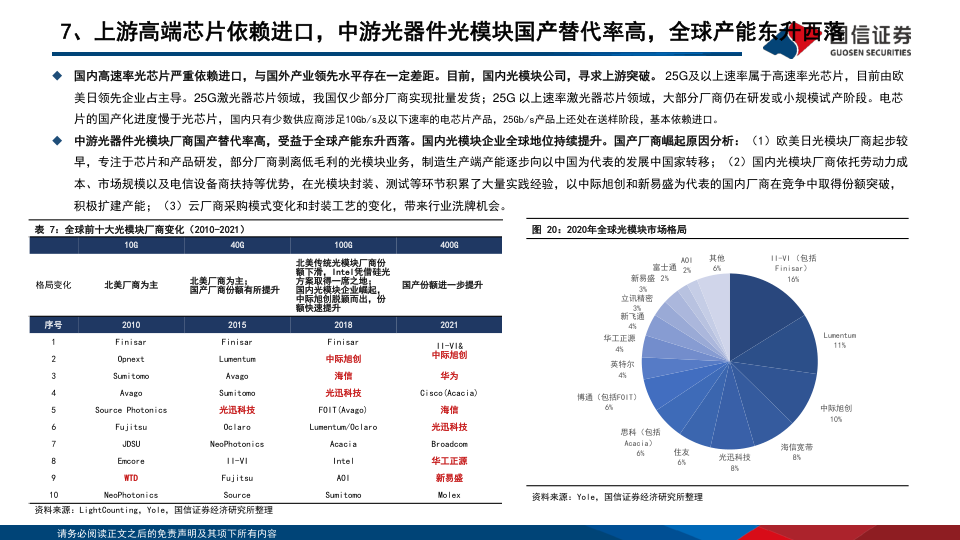 7、上游高端芯片依赖进口，中游光器件光模块国产替代率高，全球产能东升西落
国信证券
GUOSEN SECURITIES
◆ 国内高速率光芯片严重依赖进口，与国外产业领先水平存在一定差距。目前，国内光模块公司，寻求上游突破。25G及以上速率属于高速率光芯片，目前由欧
美日领先企业占主导。25G激光器芯片领域，我国仅少部分厂商实现批量发货；25G 以上速率激光器芯片领域，大部分厂商仍在研发或小规模试产阶段。电芯
片的国产化进度慢于光芯片，国内只有少数供应商涉足10Gb/s及以下速率的电芯片产品，25Gb/s产品上还处在送样阶段，基本依赖进口。
◆ 中游光器件光模块厂商国产替代率高，受益于全球产能东升西落。国内光模块企业全球地位持续提升。国产厂商崛起原因分析：（1）欧美日光模块厂商起步较
早，专注于芯片和产品研发，部分厂商剥离低毛利的光模块业务，制造生产端产能逐步向以中国为代表的发展中国家转移；（2）国内光模块厂商依托劳动力成
本、市场规模以及电信设备商扶持等优势，在光模块封装、测试等环节积累了大量实践经验，以中际旭创和新易盛为代表的国内厂商在竞争中取得份额突破，
积极扩建产能；（3）云厂商采购模式变化和封装工艺的变化，带来行业洗牌机会。
表 7：全球前十大光模块厂商变化（2010-2021）
10G 40G 100G 400G
格局变化 北美厂商为主 北美厂商为主；
国产厂商份额有所提升
北美传统光模块厂商份
额下滑，Intel凭借硅光
方案取得一席之地；
国内光模块企业崛起，
中际旭创脱颖而出，份
额快速提升
国产份额进一步提升
序号 2010 2015 2018 2021
1 Finisar Finisar Finisar II-VI&
2 Opnext Lumentum 中际旭创 中际旭创
3 Sumitomo Avago 海信 华为
4 Avago Sumitomo 光迅科技 Cisco(Acacia)
5 Source Photonics 光迅科技 FOIT(Avago) 海信
6 Fujitsu Oclaro Lumentum/Oclaro 光迅科技
7 JDSU NeoPhotonics Acacia Broadcom
8 Emcore II-VI Intel 华工正源
9 WTD Fujitsu AOI 新易盛
10 NeoPhotonics Source Sumitomo Molex
资料来源：LightCounting，Yole，国信证券经济研究所整理
图 20：2020年全球光模块市场格局
II-VI（包括
Finisar）
16%
Lumentum
11%
中际旭创
10%
海信宽带
8%
光迅科技
8%
住友
6%
思科（包括
Acacia）
6%
博通（包括FOIT）
6%
英特尔
4%
华工正源
4%
新飞通
4%
立讯精密
3%
新易盛
3%
富士通
2%
AOI
2%
其他
6%
资料来源：Yole，国信证券经济研究所整理
请务必阅读正文之后的免责声明及其项下所有内容